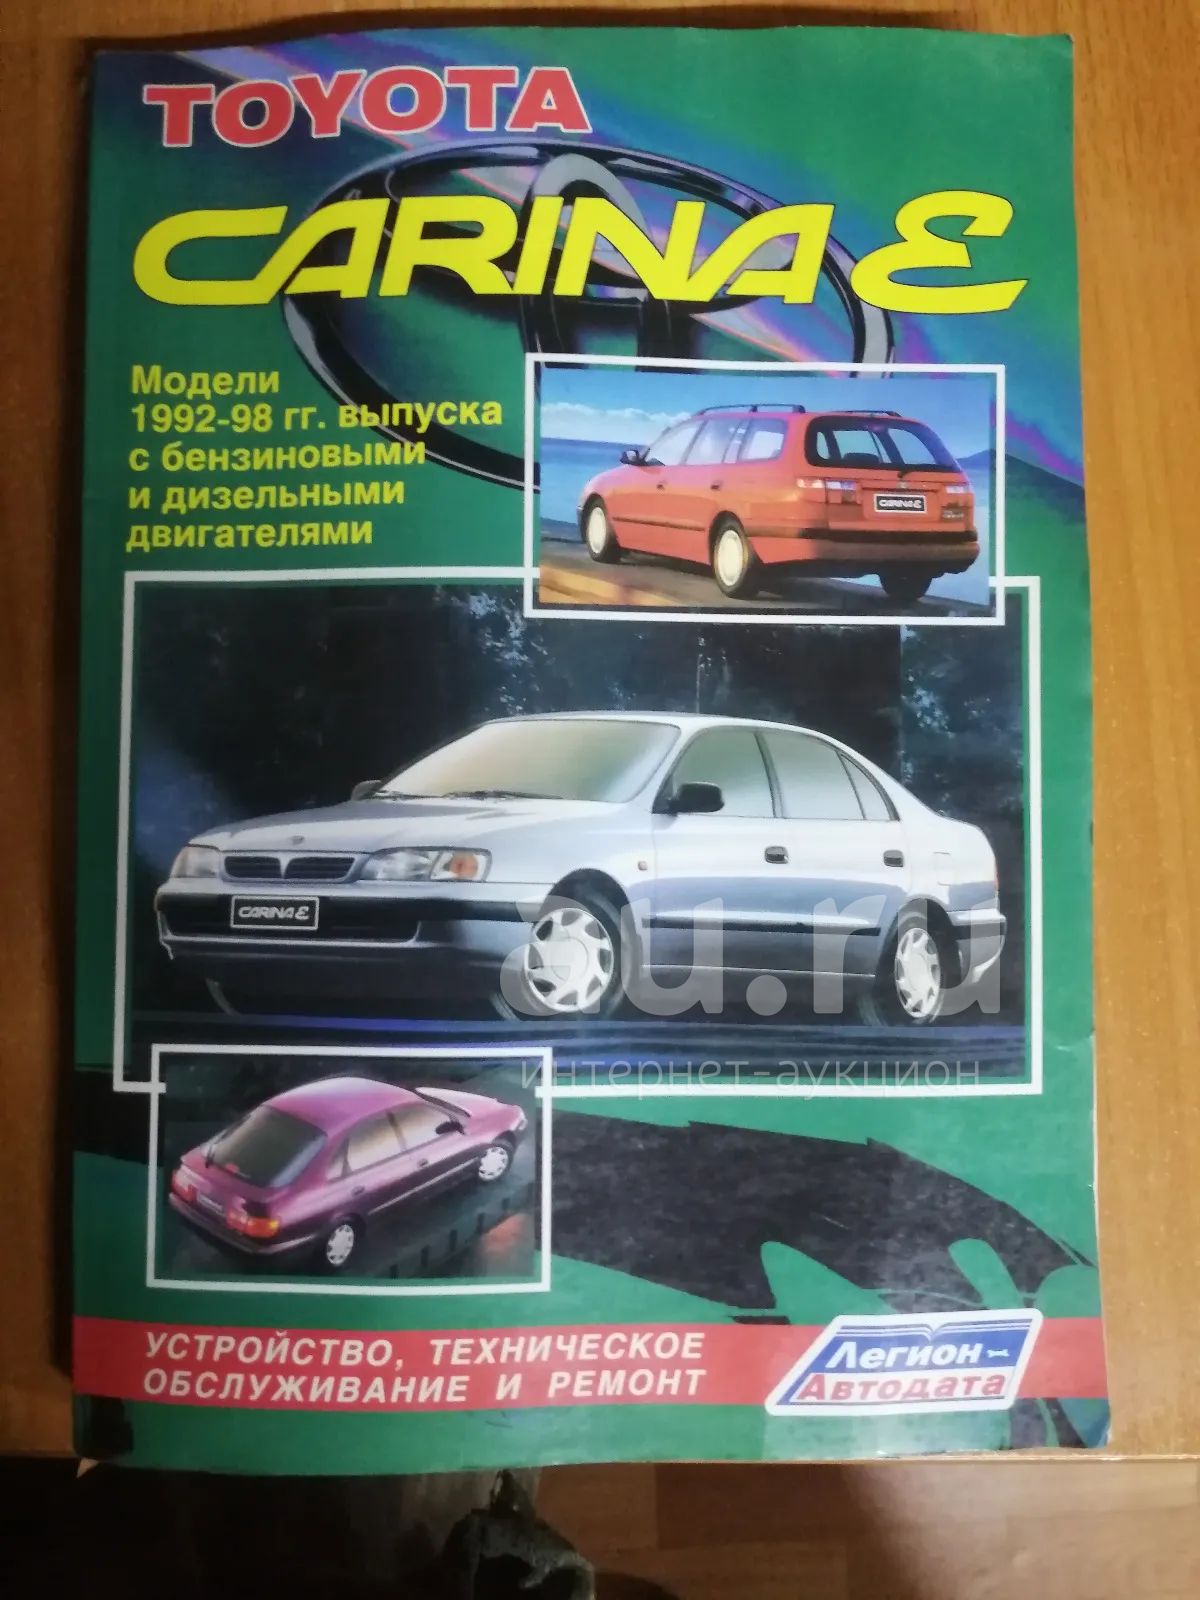 TOYOTA
CARINA E
Модели
1992-98 гг. выпуска
с бензиновыми
и дизельными
двигателями
CARINA E
CARINA E
au.ru
интернет-аукцион
УСТРОЙСТВО, ТЕХНИЧЕСКОЕ
ОБСЛУЖИВАНИЕ И РЕМОНТ
Легион-
Автодата